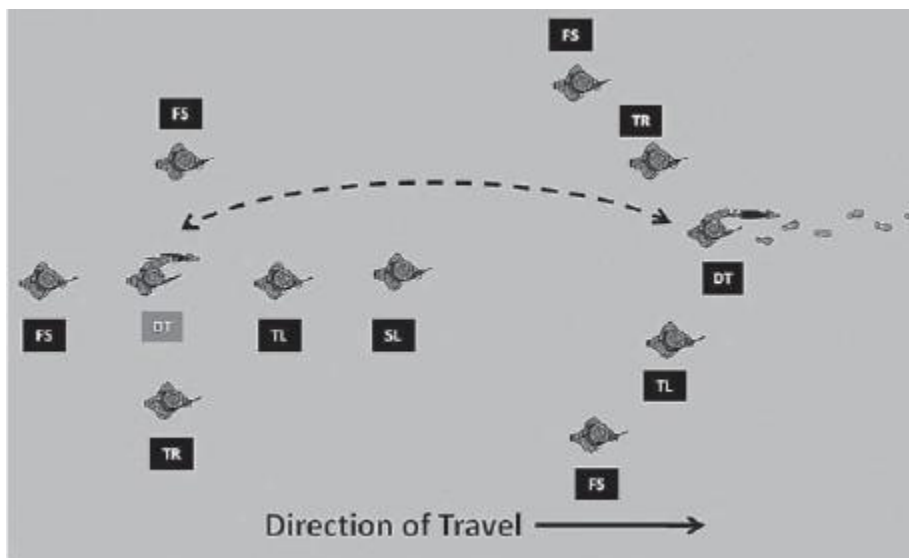 FS
FS
TR
DT
FS
DT
TL
SL
TL
TR
FS
Direction of Travel